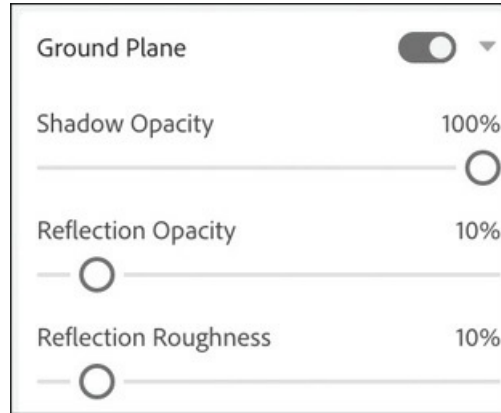 Ground Plane
Shadow Opacity 100%
Reflection Opacity 10%
Reflection Roughness 10%